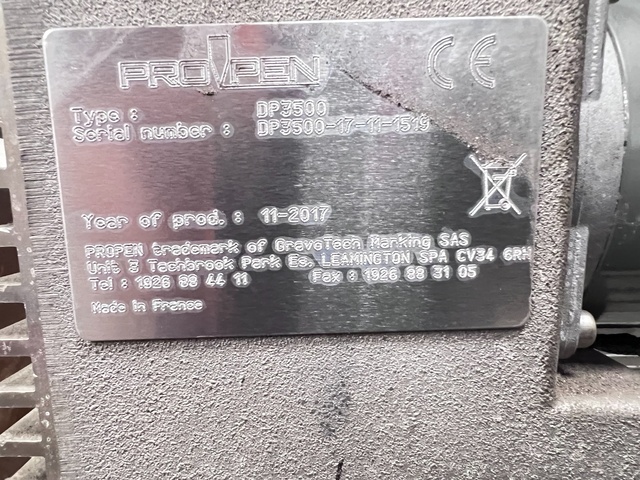 PROPEN CE
Type : DP3500
Serial number : DP3500-17-11-1519
Year of prod. : 11-2017
PROPEN trademark of GravoTech Marking SAS
Unit 3 Techbrook Park Es. LEAMINGTON SPA CV34 6RH
Tel : 1926 88 44 11 Fax : 1926 88 31 05
Made in France